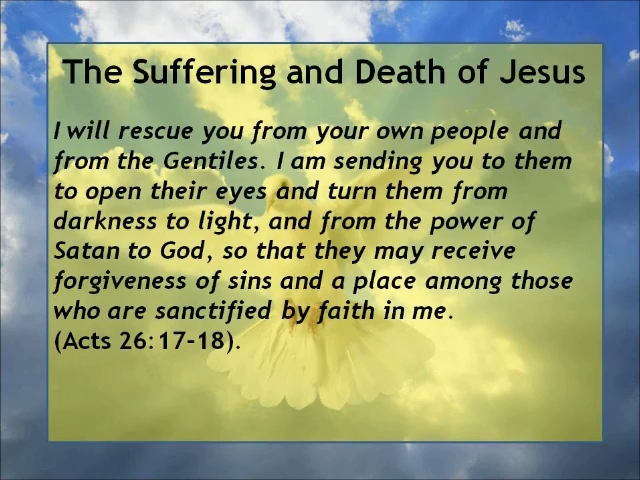 The Suffering and Death of Jesus
I will rescue you from your own people and
from the Gentiles. I am sending you to them
to open their eyes and turn them from
darkness to light, and from the power of
Satan to God, so that they may receive
forgiveness of sins and a place among those
who are sanctified by faith in me.
(Acts 26:17-18).